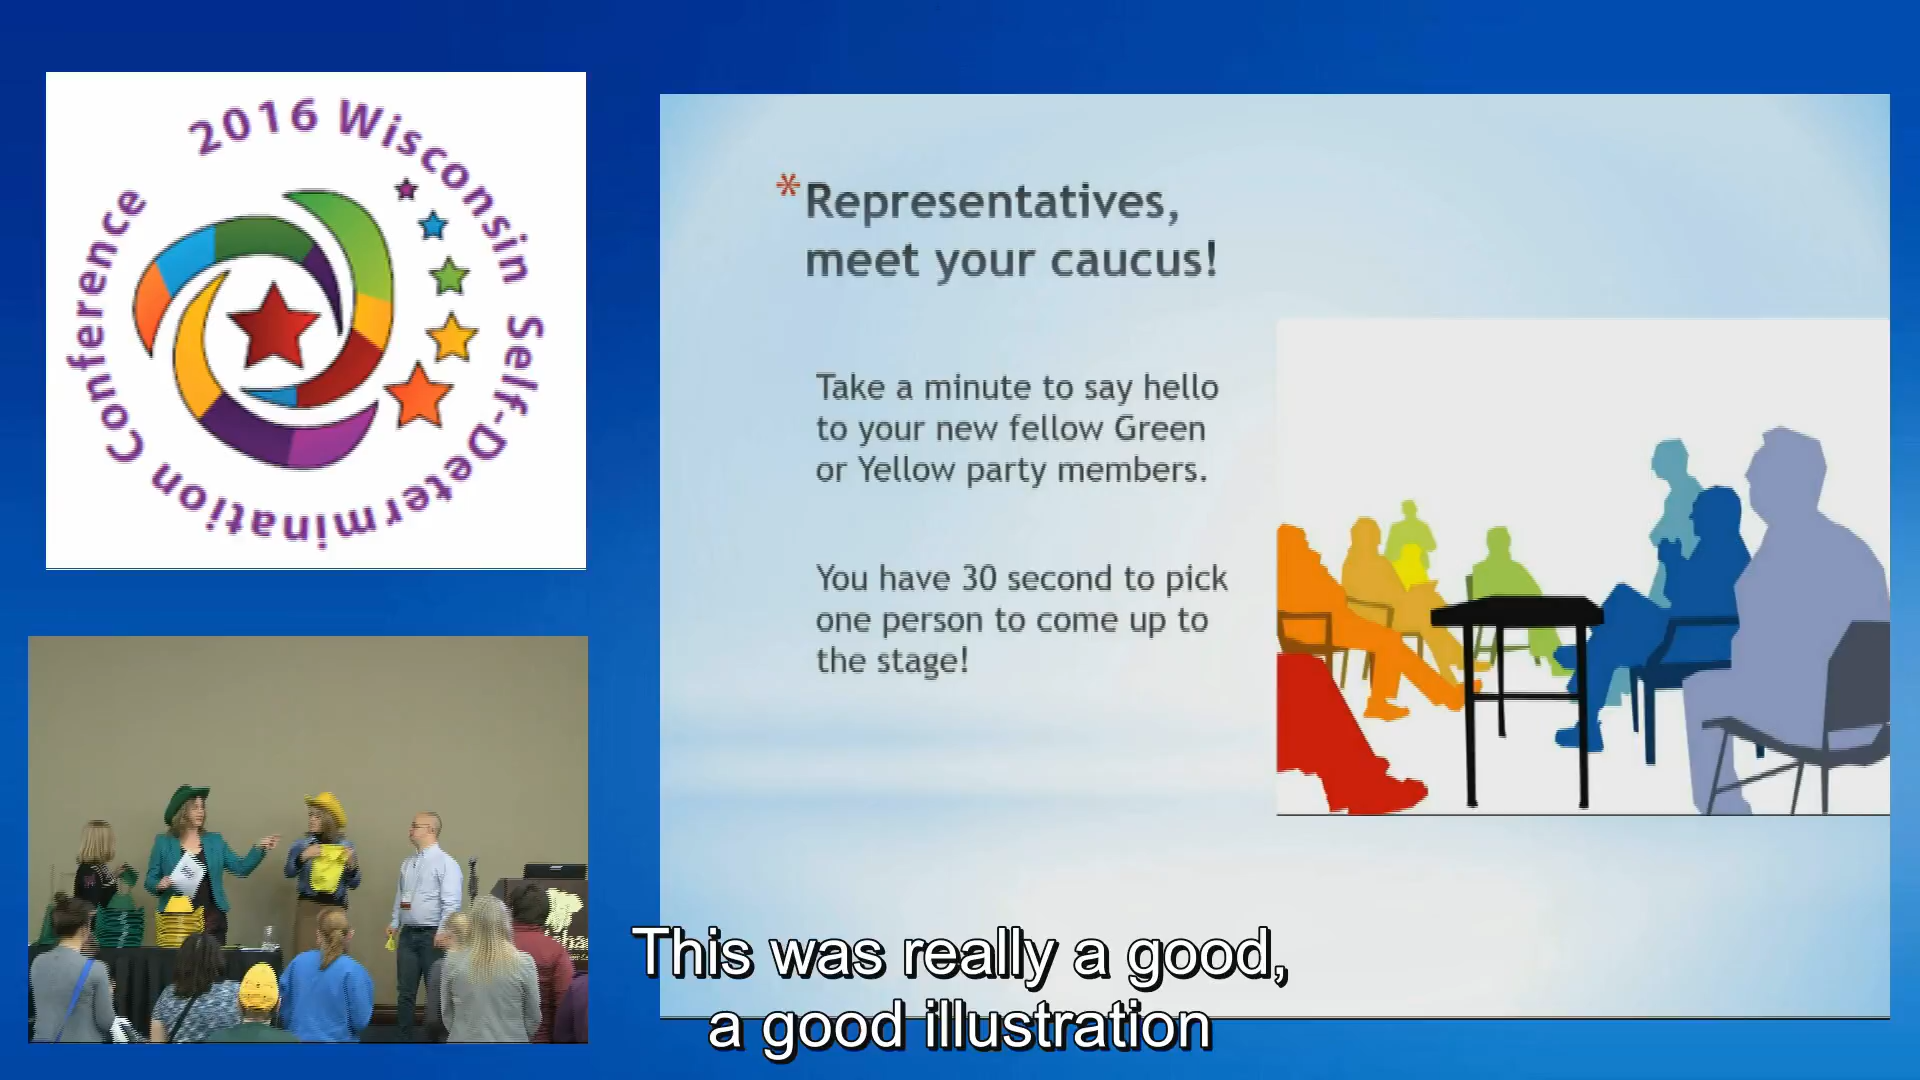 2016 Wisconsin Self-Determination Conference
* Representatives,
meet your caucus!
Take a minute to say hello
to your new fellow Green
or Yellow party members.
You have 30 second to pick
one person to come up to
the stage!
This was really a good,
a good illustration